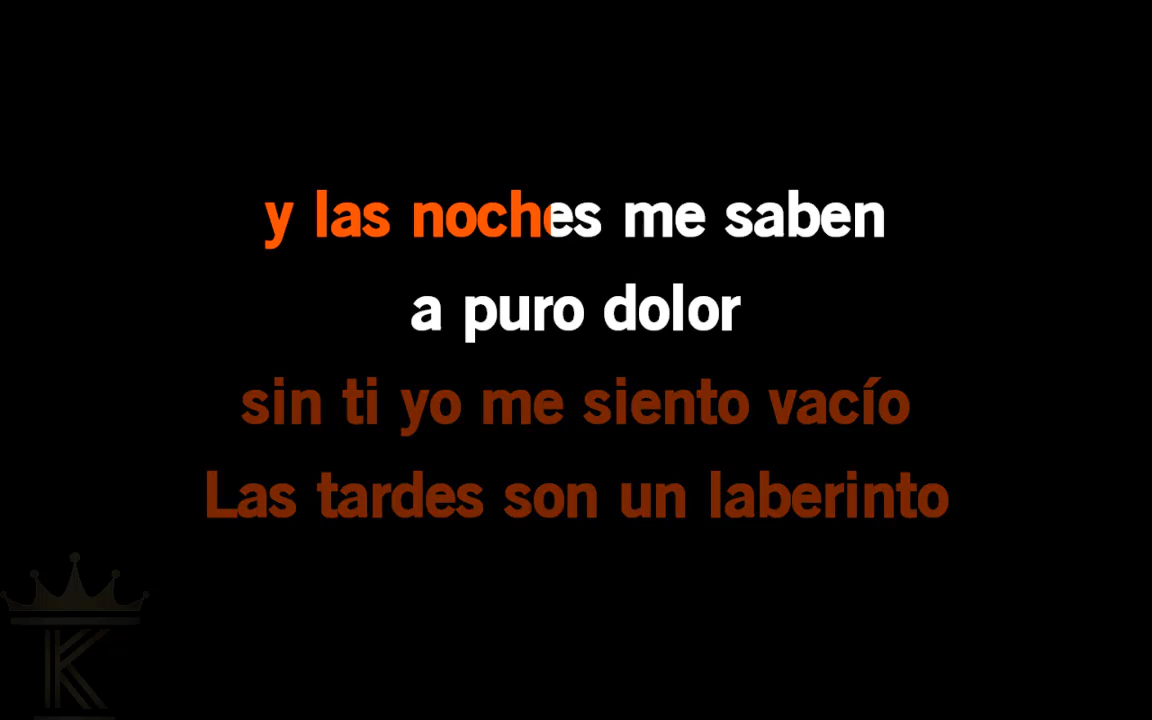 y las noches me saben
a puro dolor
sin ti yo me siento vacío
Las tardes son un laberinto
K